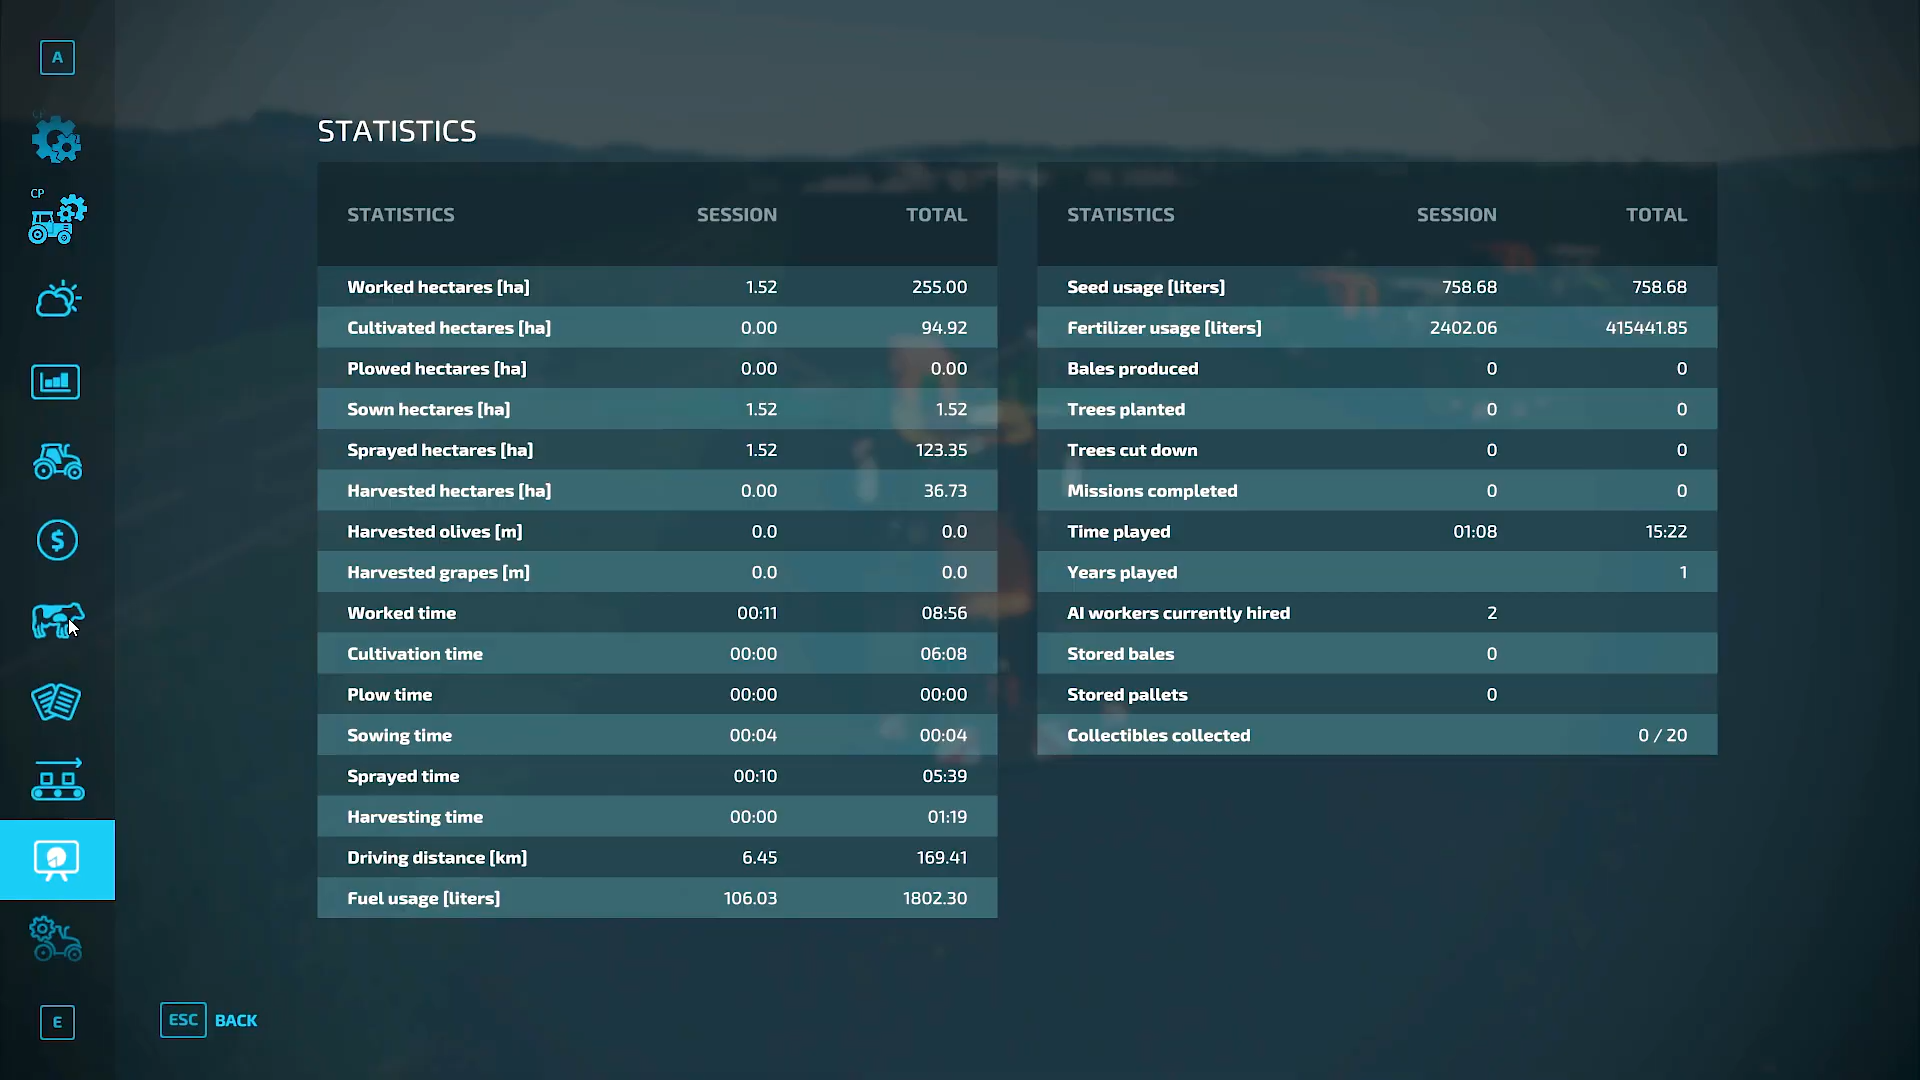 A
CP
CP
STATISTICS
STATISTICS SESSION TOTAL
Worked hectares [ha] 1.52 255.00
Cultivated hectares [ha] 0.00 94.92
Plowed hectares [ha] 0.00 0.00
Sown hectares [ha] 1.52 1.52
Sprayed hectares [ha] 1.52 123.35
Harvested hectares [ha] 0.00 36.73
Harvested olives [m] 0.0 0.0
Harvested grapes [m] 0.0 0.0
Worked time 00:11 08:56
Cultivation time 00:00 06:08
Plow time 00:00 00:00
Sowing time 00:04 00:04
Sprayed time 00:10 05:39
Harvesting time 00:00 01:19
Driving distance [km] 6.45 169.41
Fuel usage [liters] 106.03 1802.30
STATISTICS SESSION TOTAL
Seed usage [liters] 758.68 758.68
Fertilizer usage [liters] 2402.06 415441.85
Bales produced 0 0
Trees planted 0 0
Trees cut down 0 0
Missions completed 0 0
Time played 01:08 15:22
Years played 1
AI workers currently hired 2
Stored bales 0
Stored pallets 0
Collectibles collected 0 / 20
E
ESC BACK